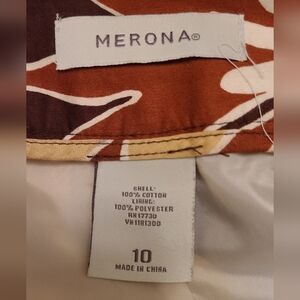 MERONA®
SHELL:
100% COTTON
LINING:
100% POLYESTER
RN 17730
VN 1181300
10
MADE IN CHINA